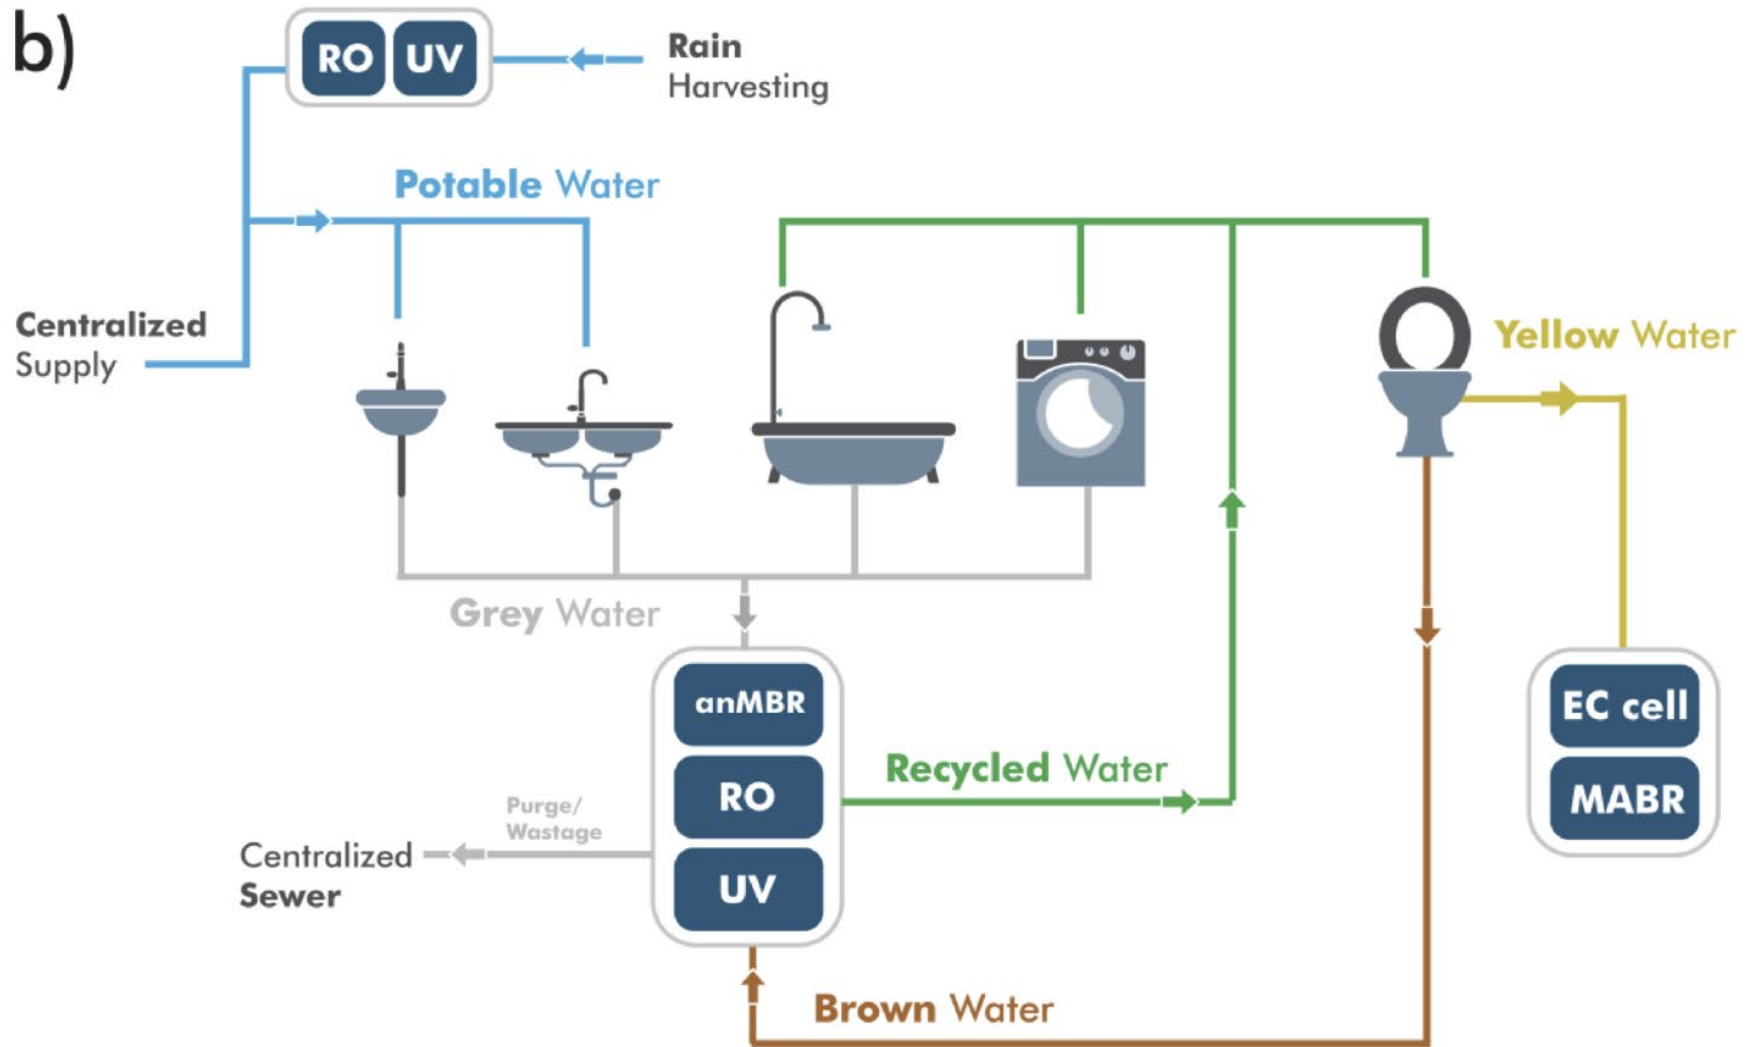 b)
RO UV
Rain
Harvesting
Potable Water
Centralized
Supply
Yellow Water
Grey Water
anMBR
RO
UV
EC cell
MABR
Recycled Water
Purge/
Wastage
Centralized
Sewer
Brown Water